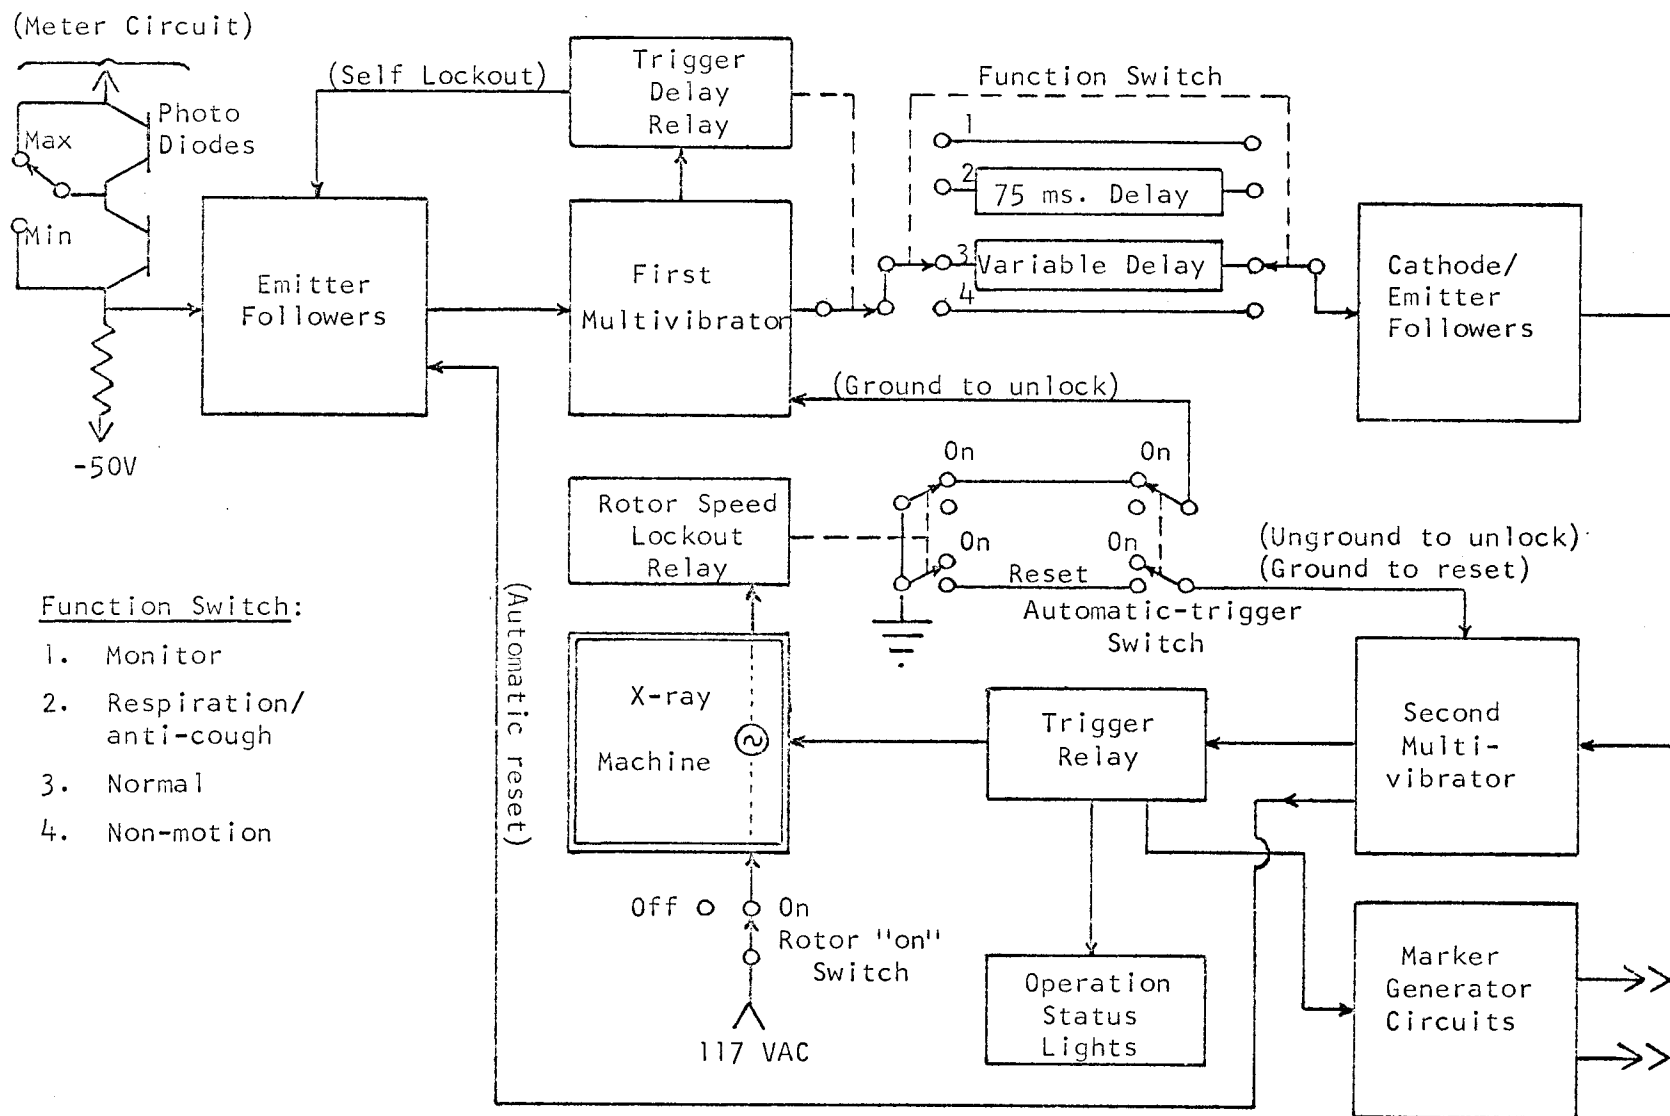 (Meter Circuit)
Photo
Diodes
Max
Min
-50V
(Self Lockout)
Trigger
Delay
Relay
Emitter
Followers
First
Multivibrator
Function Switch
1
2
75 ms. Delay
3
Variable Delay
4
Cathode/
Emitter
Followers
(Ground to unlock)
On
On
Rotor Speed
Lockout
Relay
On
On
Reset
(Unground to unlock)
(Ground to reset)
Automatic-trigger
Switch
Function Switch:
1. Monitor
2. Respiration/
anti-cough
3. Normal
4. Non-motion
(Automatic reset)
X-ray
Machine
Trigger
Relay
Second
Multi-
vibrator
Off
On
Rotor "on"
Switch
117 VAC
Operation
Status
Lights
Marker
Generator
Circuits